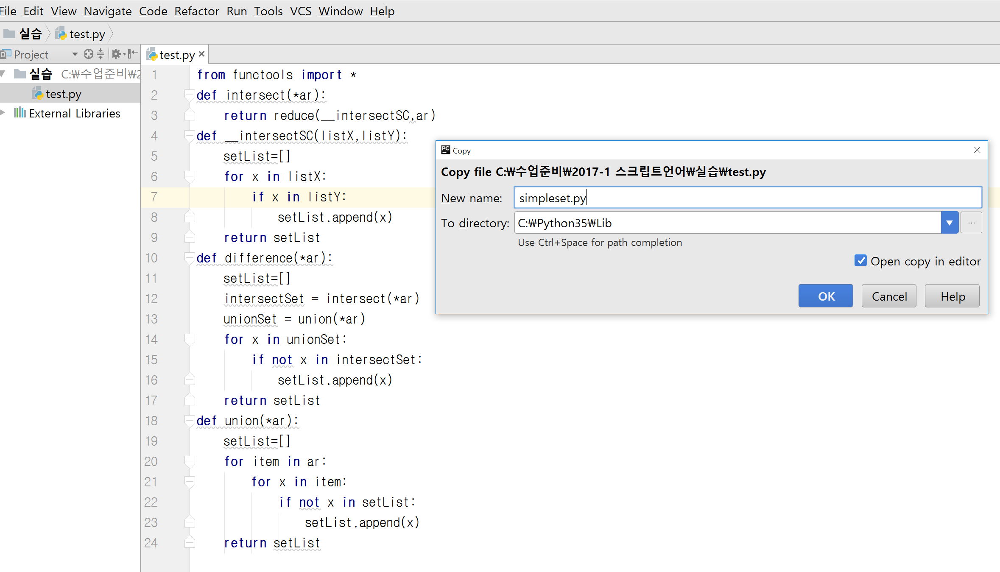 File Edit View Navigate Code Refactor Run Tools VCS Window Help
실습 test.py
Project
test.py
실습 C:\수업준비\2
test.py
External Libraries
1 from functools import *
2 def intersect(*ar):
3 return reduce(__intersectSC,ar)
4 def __intersectSC(listX,listY):
5 setList=[]
6 for x in listX:
7 if x in listY:
8 setList.append(x)
9 return setList
10 def difference(*ar):
11 setList=[]
12 intersectSet = intersect(*ar)
13 unionSet = union(*ar)
14 for x in unionSet:
15 if not x in intersectSet:
16 setList.append(x)
17 return setList
18 def union(*ar):
19 setList=[]
20 for item in ar:
21 for x in item:
22 if not x in setList:
23 setList.append(x)
24 return setList
PC Copy
Copy file C:₩수업준비₩2017-1 스크립트언어₩실습₩test.py
New name: simpleset.py
To directory: C:₩Python35₩Lib
...
Use Ctrl+Space for path completion
Open copy in editor
OK Cancel Help